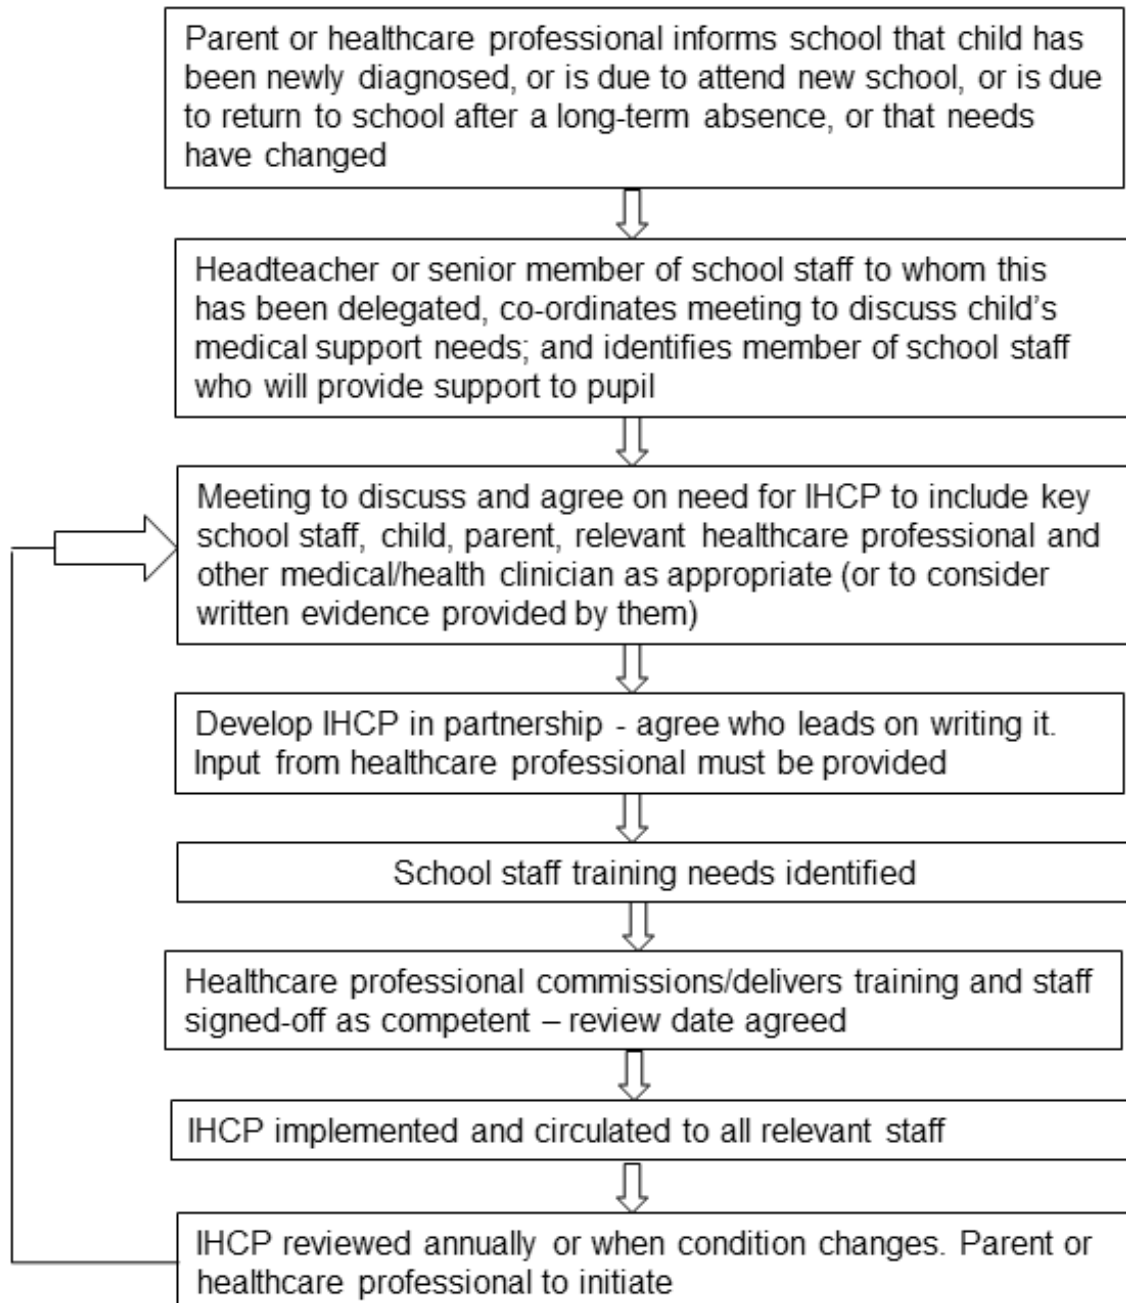 Parent or healthcare professional informs school that child has
been newly diagnosed, or is due to attend new school, or is due
to return to school after a long-term absence, or that needs
have changed
Headteacher or senior member of school staff to whom this
has been delegated, co-ordinates meeting to discuss child’s
medical support needs; and identifies member of school staff
who will provide support to pupil
Meeting to discuss and agree on need for IHCP to include key
school staff, child, parent, relevant healthcare professional and
other medical/health clinician as appropriate (or to consider
written evidence provided by them)
Develop IHCP in partnership - agree who leads on writing it.
Input from healthcare professional must be provided
School staff training needs identified
Healthcare professional commissions/delivers training and staff
signed-off as competent – review date agreed
IHCP implemented and circulated to all relevant staff
IHCP reviewed annually or when condition changes. Parent or
healthcare professional to initiate